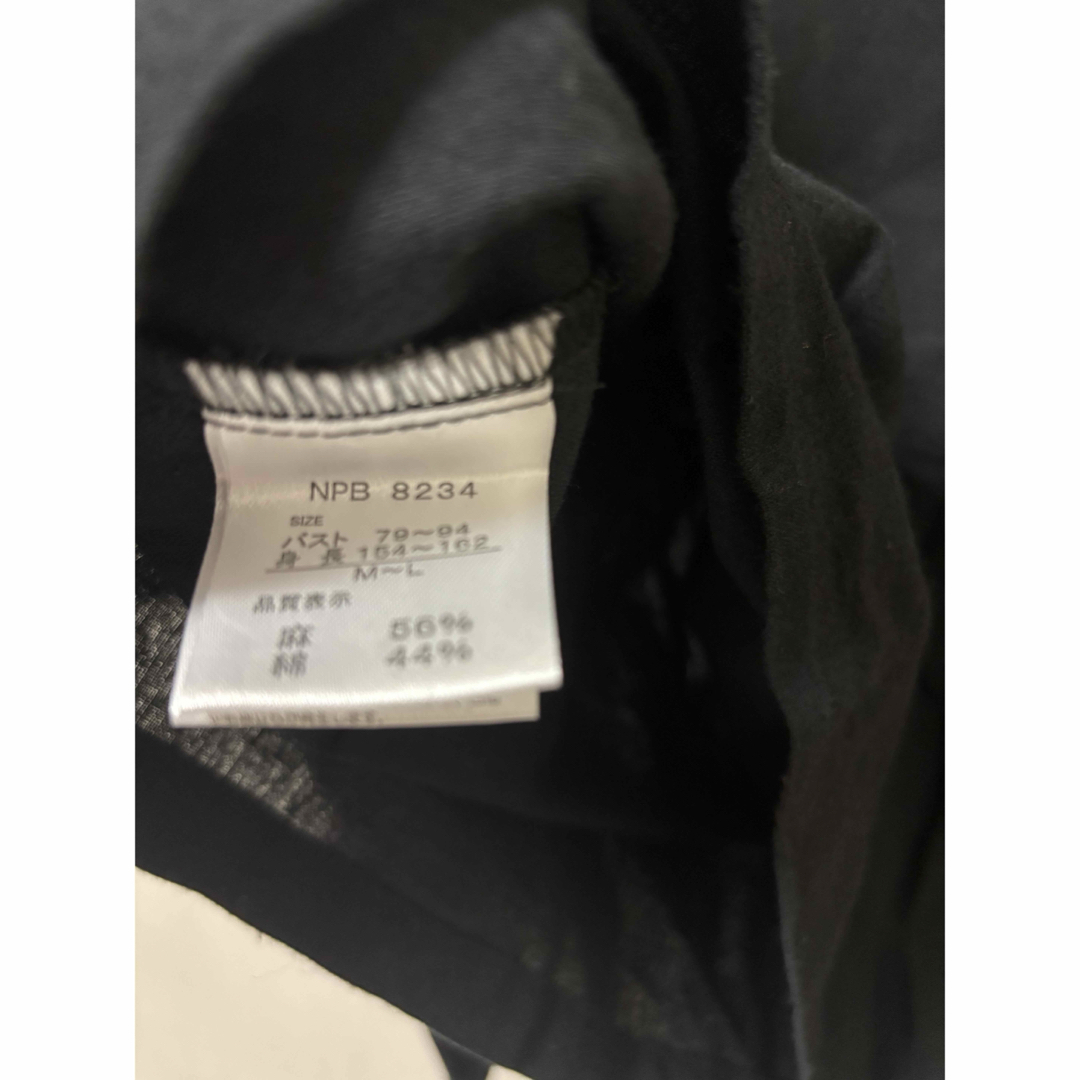 NPB 8234
SIZE
バスト 79〜94
身 長 154〜162
M〜L
品質表示
麻 56%
綿 44%